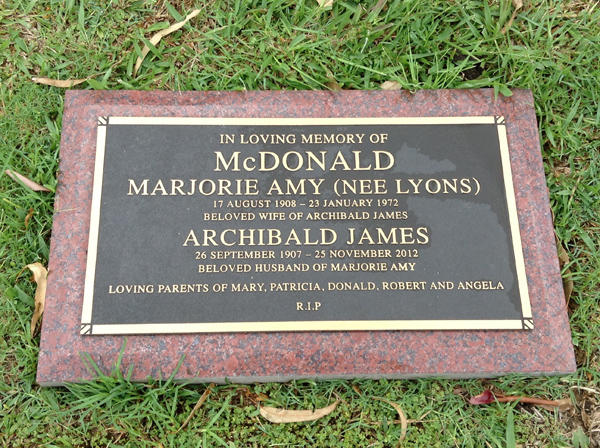 IN LOVING MEMORY OF
McDONALD
MARJORIE AMY (NEE LYONS)
17 AUGUST 1908 – 23 JANUARY 1972
BELOVED WIFE OF ARCHIBALD JAMES
ARCHIBALD JAMES
26 SEPTEMBER 1907 – 25 NOVEMBER 2012
BELOVED HUSBAND OF MARJORIE AMY
LOVING PARENTS OF MARY, PATRICIA, DONALD, ROBERT AND ANGELA
R.I.P